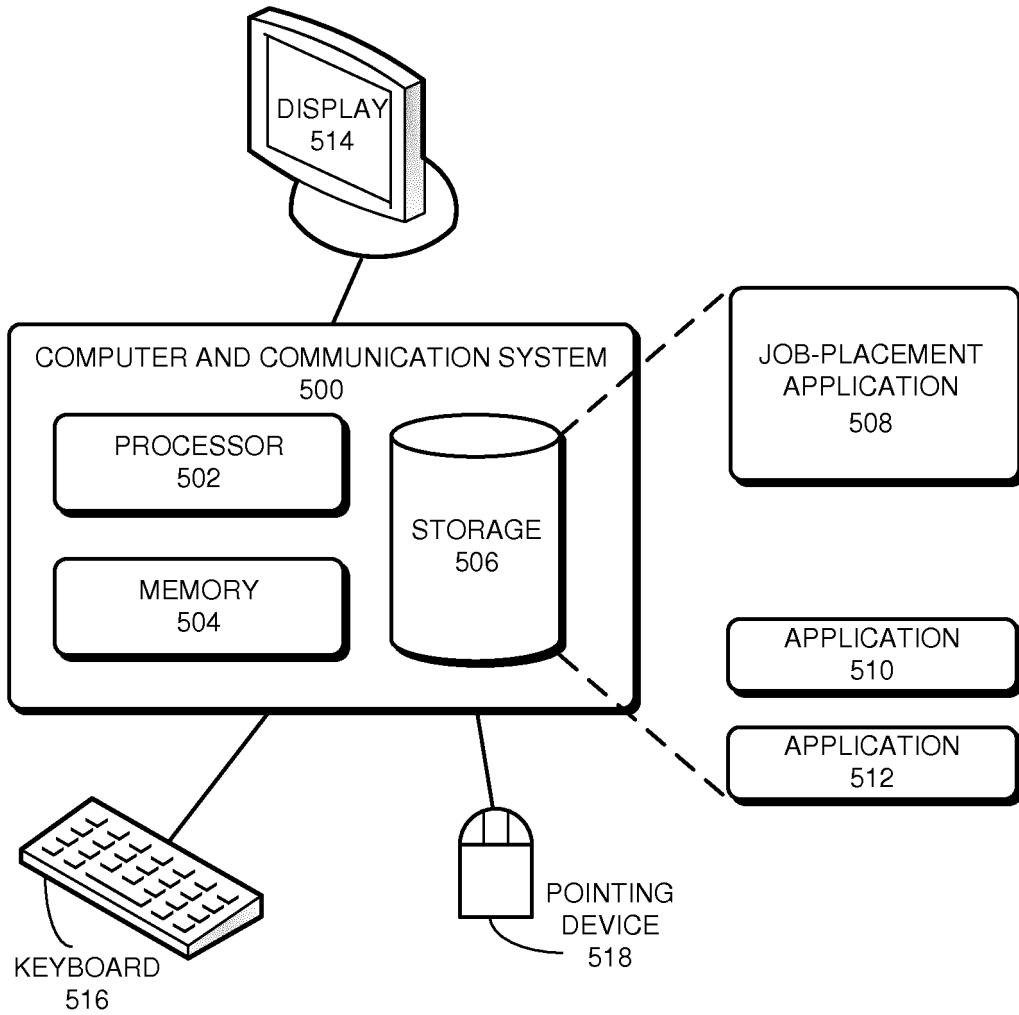 DISPLAY
514
COMPUTER AND COMMUNICATION SYSTEM
500
PROCESSOR
502
MEMORY
504
STORAGE
506
JOB-PLACEMENT
APPLICATION
508
APPLICATION
510
APPLICATION
512
KEYBOARD
516
POINTING
DEVICE
518